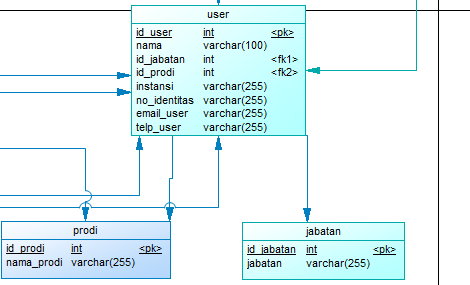 user
id_user int <pk>
nama varchar(100)
id_jabatan int <fk1>
id_prodi int <fk2>
instansi varchar(255)
no_identitas varchar(255)
email_user varchar(255)
telp_user varchar(255)
prodi
id_prodi int <pk>
nama_prodi varchar(255)
jabatan
id_jabatan int <pk>
jabatan varchar(255)